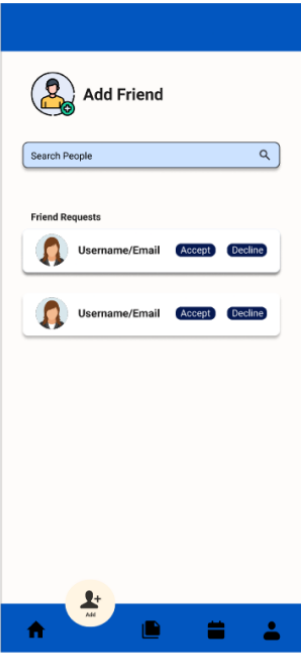 Add Friend
Search People
Friend Requests
Username/Email Accept Decline
Username/Email Accept Decline
Add